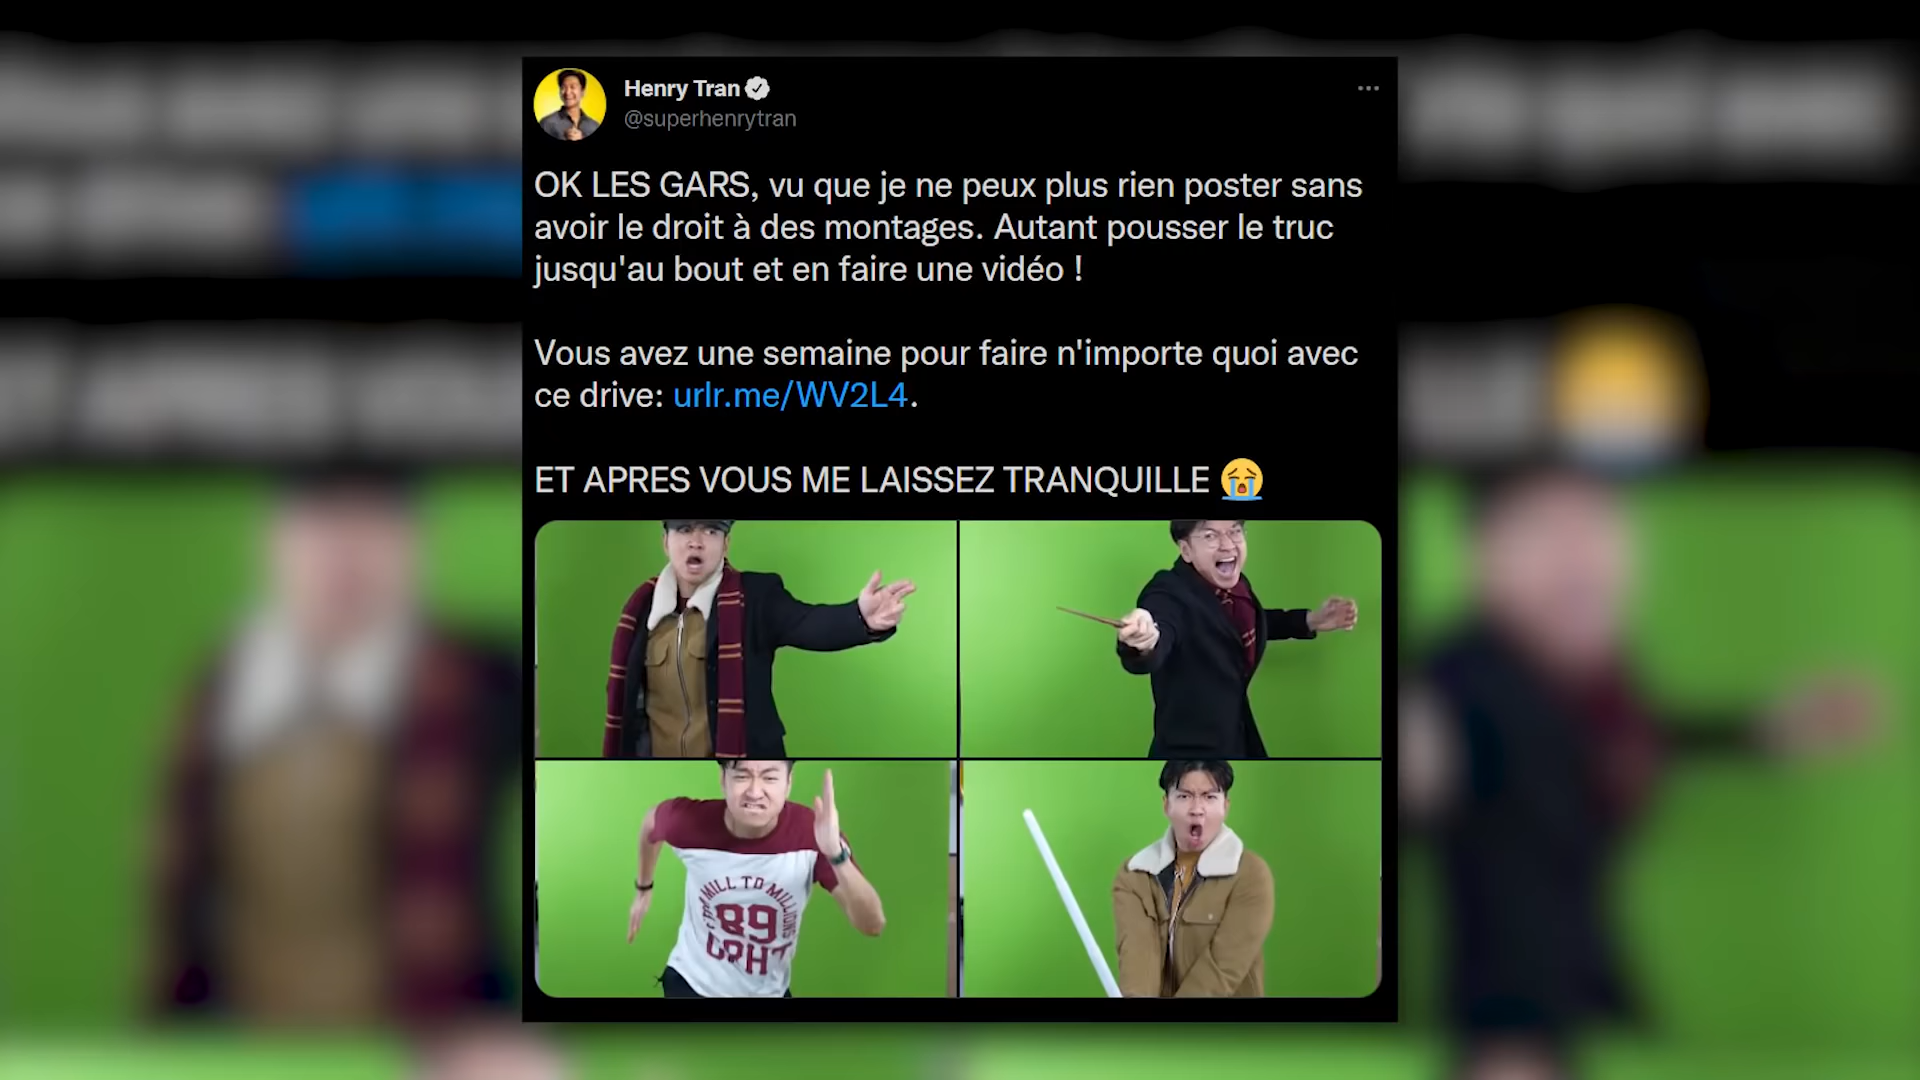 Henry Tran
@superhenrytran
OK LES GARS, vu que je ne peux plus rien poster sans
avoir le droit à des montages. Autant pousser le truc
jusqu'au bout et en faire une vidéo !
Vous avez une semaine pour faire n'importe quoi avec
ce drive: urlr.me/WV2L4.
ET APRES VOUS ME LAISSEZ TRANQUILLE 😭
MILL TO MILLIONS
89